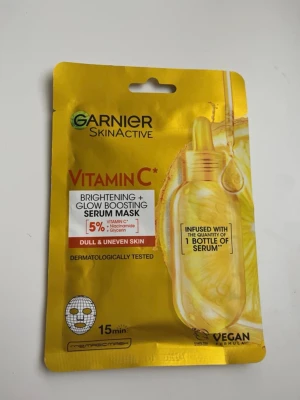 GARNIER
SKINACTIVE
VITAMIN C*
BRIGHTENING +
GLOW BOOSTING
SERUM MASK
5% VITAMIN C*
+ Niacinamide
+ Glycerin
DULL & UNEVEN SKIN
DERMATOLOGICALLY TESTED
INFUSED WITH
THE QUANTITY OF
1 BOTTLE OF
SERUM**
15min
VEGAN